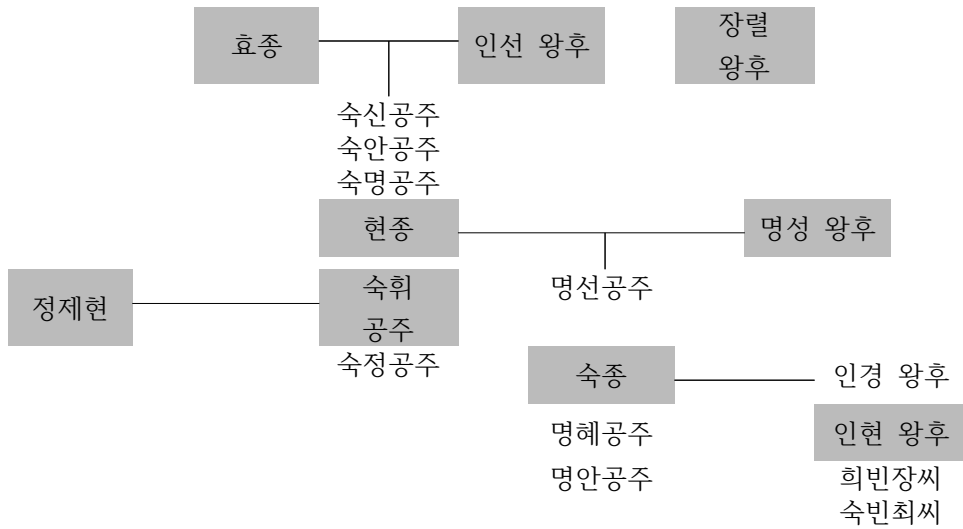 효종
인선 왕후
장렬
왕후
숙신공주
숙안공주
숙명공주
현종
명성 왕후
정제현
숙휘
공주
명선공주
숙정공주
숙종
인경 왕후
명혜공주
인현 왕후
명안공주
희빈장씨
숙빈최씨